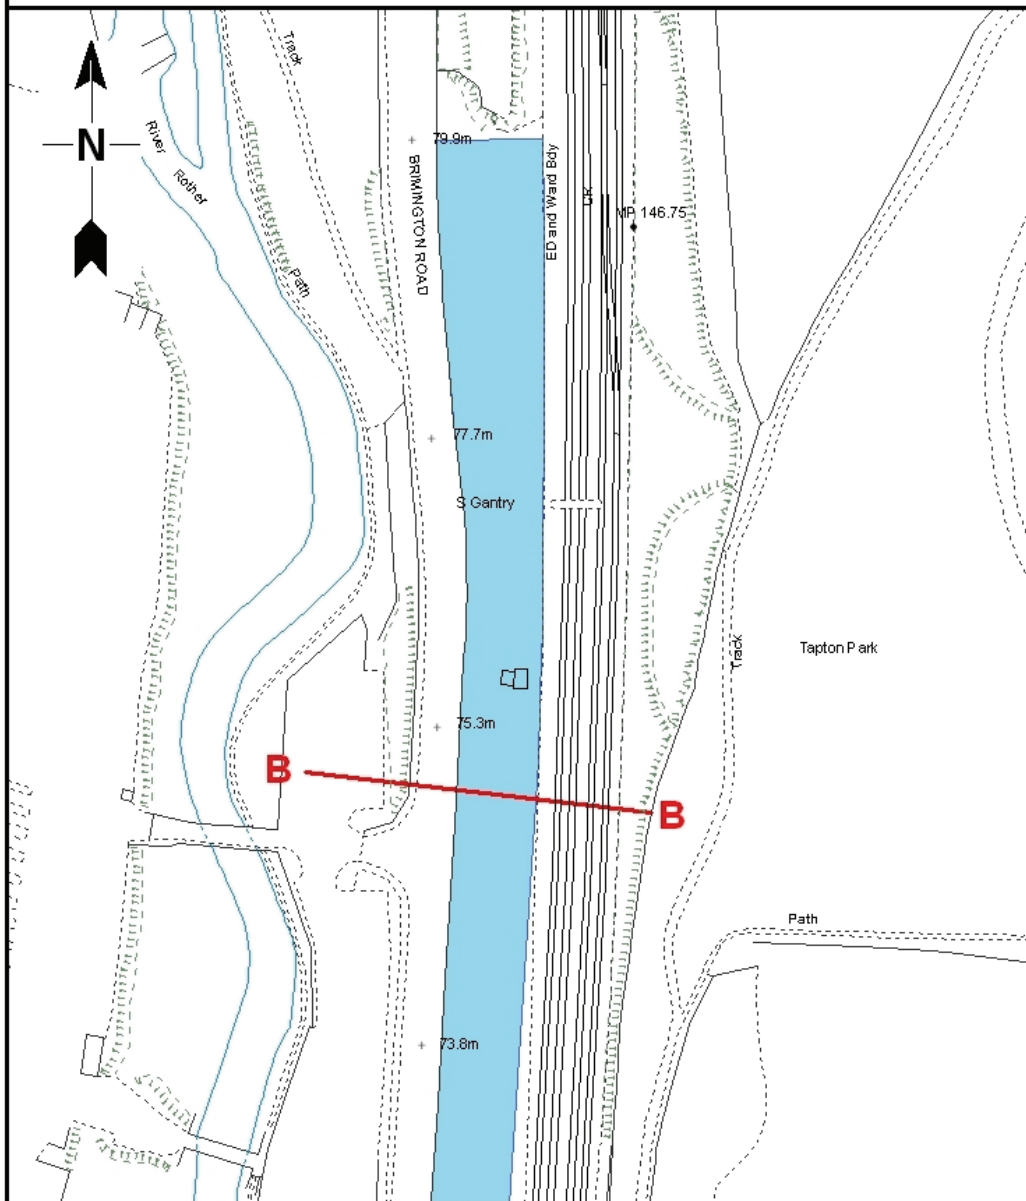 Track
N
River
Rother
Path
79.9m
BRIMINGTON ROAD
ED and Ward Bdy
CR
MP 146.75
77.7m
S Gantry
Track
Tapton Park
75.3m
B
B
Path
73.8m